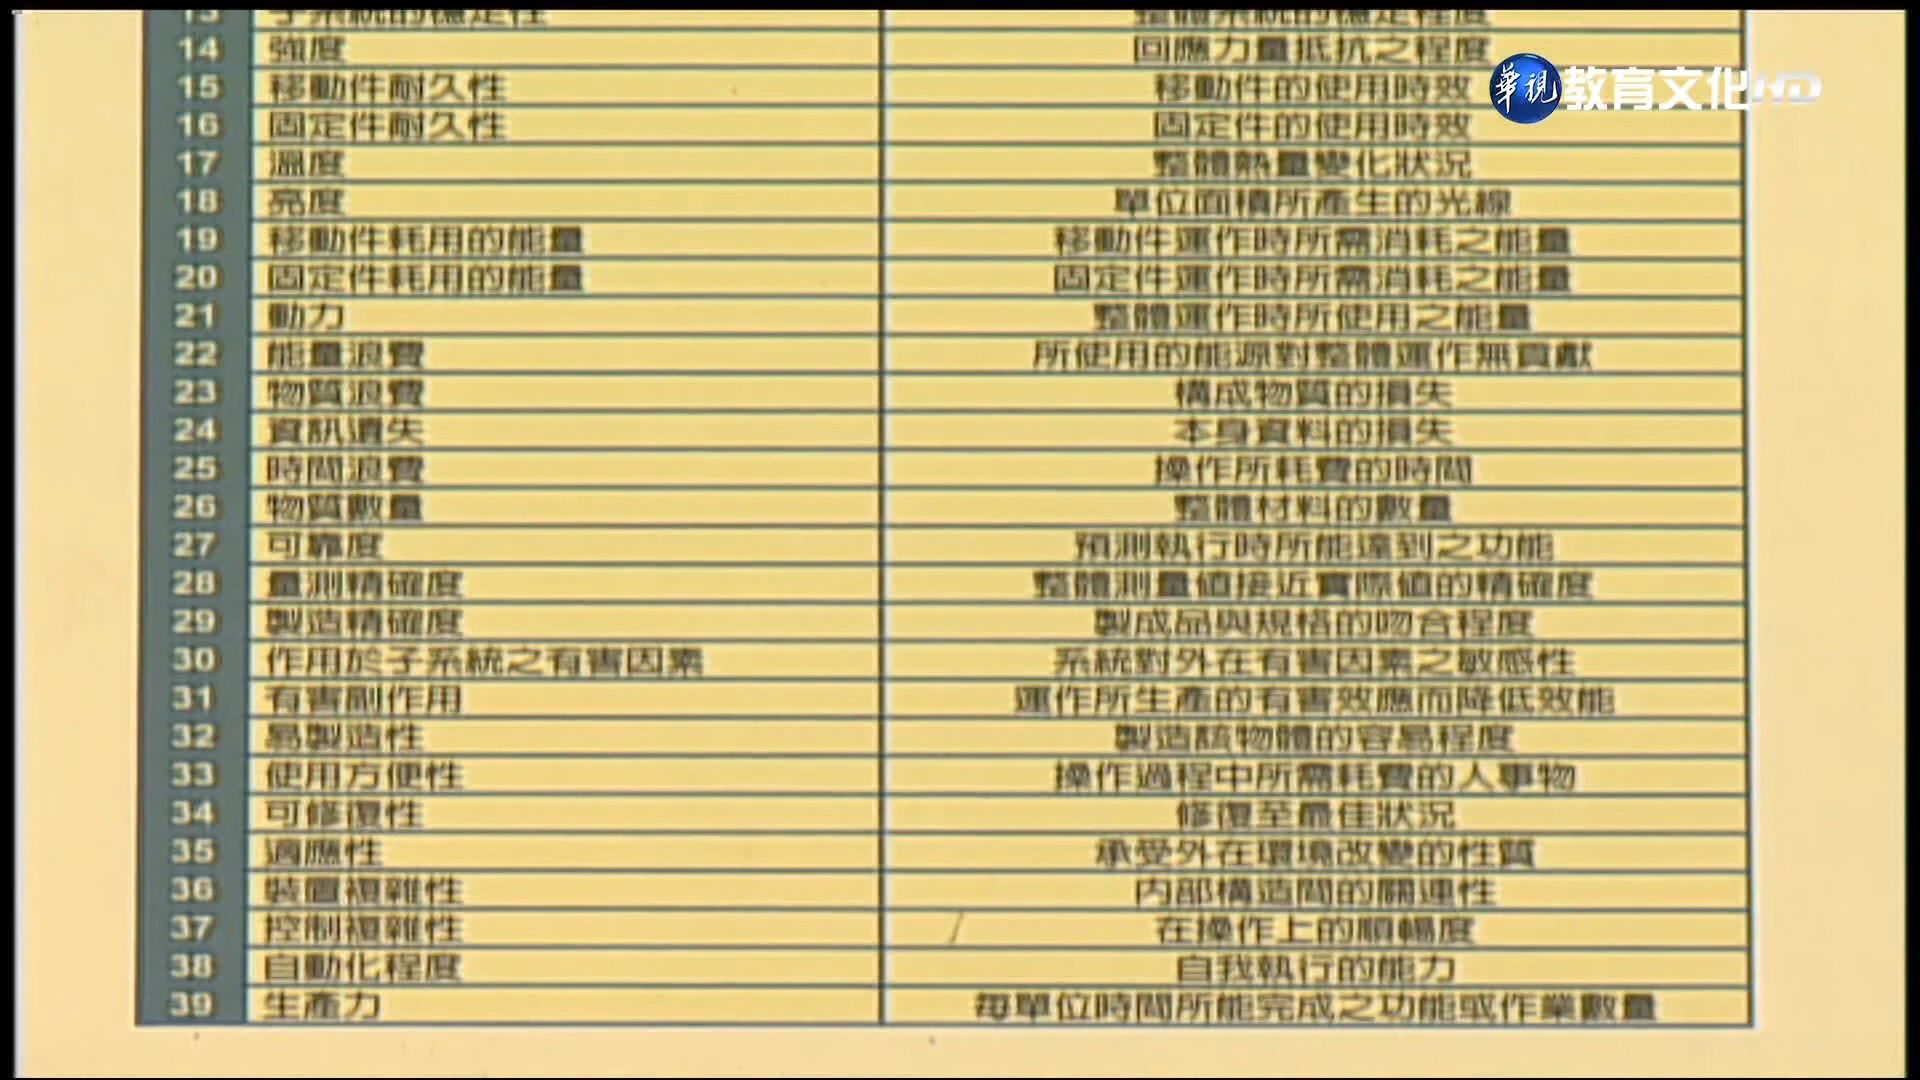 13 子系統的穩定性 整體系統的穩定程度
14 強度 回應力量抵抗之程度
15 移動件耐久性 移動件的使用時效
華視 教育文化HD
16 固定件耐久性 固定件的使用時效
17 溫度 整體熱量變化狀況
18 亮度 單位面積所產生的光線
19 移動件耗用的能量 移動件運作時所需消耗之能量
20 固定件耗用的能量 固定件運作時所需消耗之能量
21 動力 整體運作時所使用之能量
22 能量浪費 所使用的能源對整體運作無貢獻
23 物質浪費 構成物質的損失
24 資訊遺失 本身資料的損失
25 時間浪費 操作所耗費的時間
26 物質數量 整體材料的數量
27 可靠度 預測執行時所能達到之功能
28 量測精確度 整體測量值接近實際值的精確度
29 製造精確度 製成品與規格的吻合程度
30 作用於子系統之有害因素 系統對外在有害因素之敏感性
31 有害副作用 運作所生產的有害效應而降低效能
32 易製造性 製造該物體的容易程度
33 使用方便性 操作過程中所需耗費的人事物
34 可修復性 修復至最佳狀況
35 適應性 承受外在環境改變的性質
36 裝置複雜性 內部構造間的關連性
37 控制複雜性 在操作上的順暢度
38 自動化程度 自我執行的能力
39 生產力 每單位時間所能完成之功能或作業數量